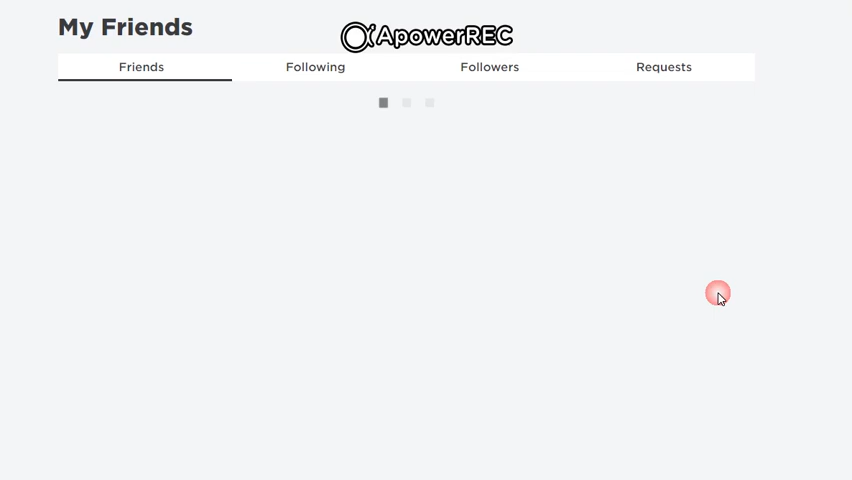 My Friends
ApowerREC
Friends
Following
Followers
Requests